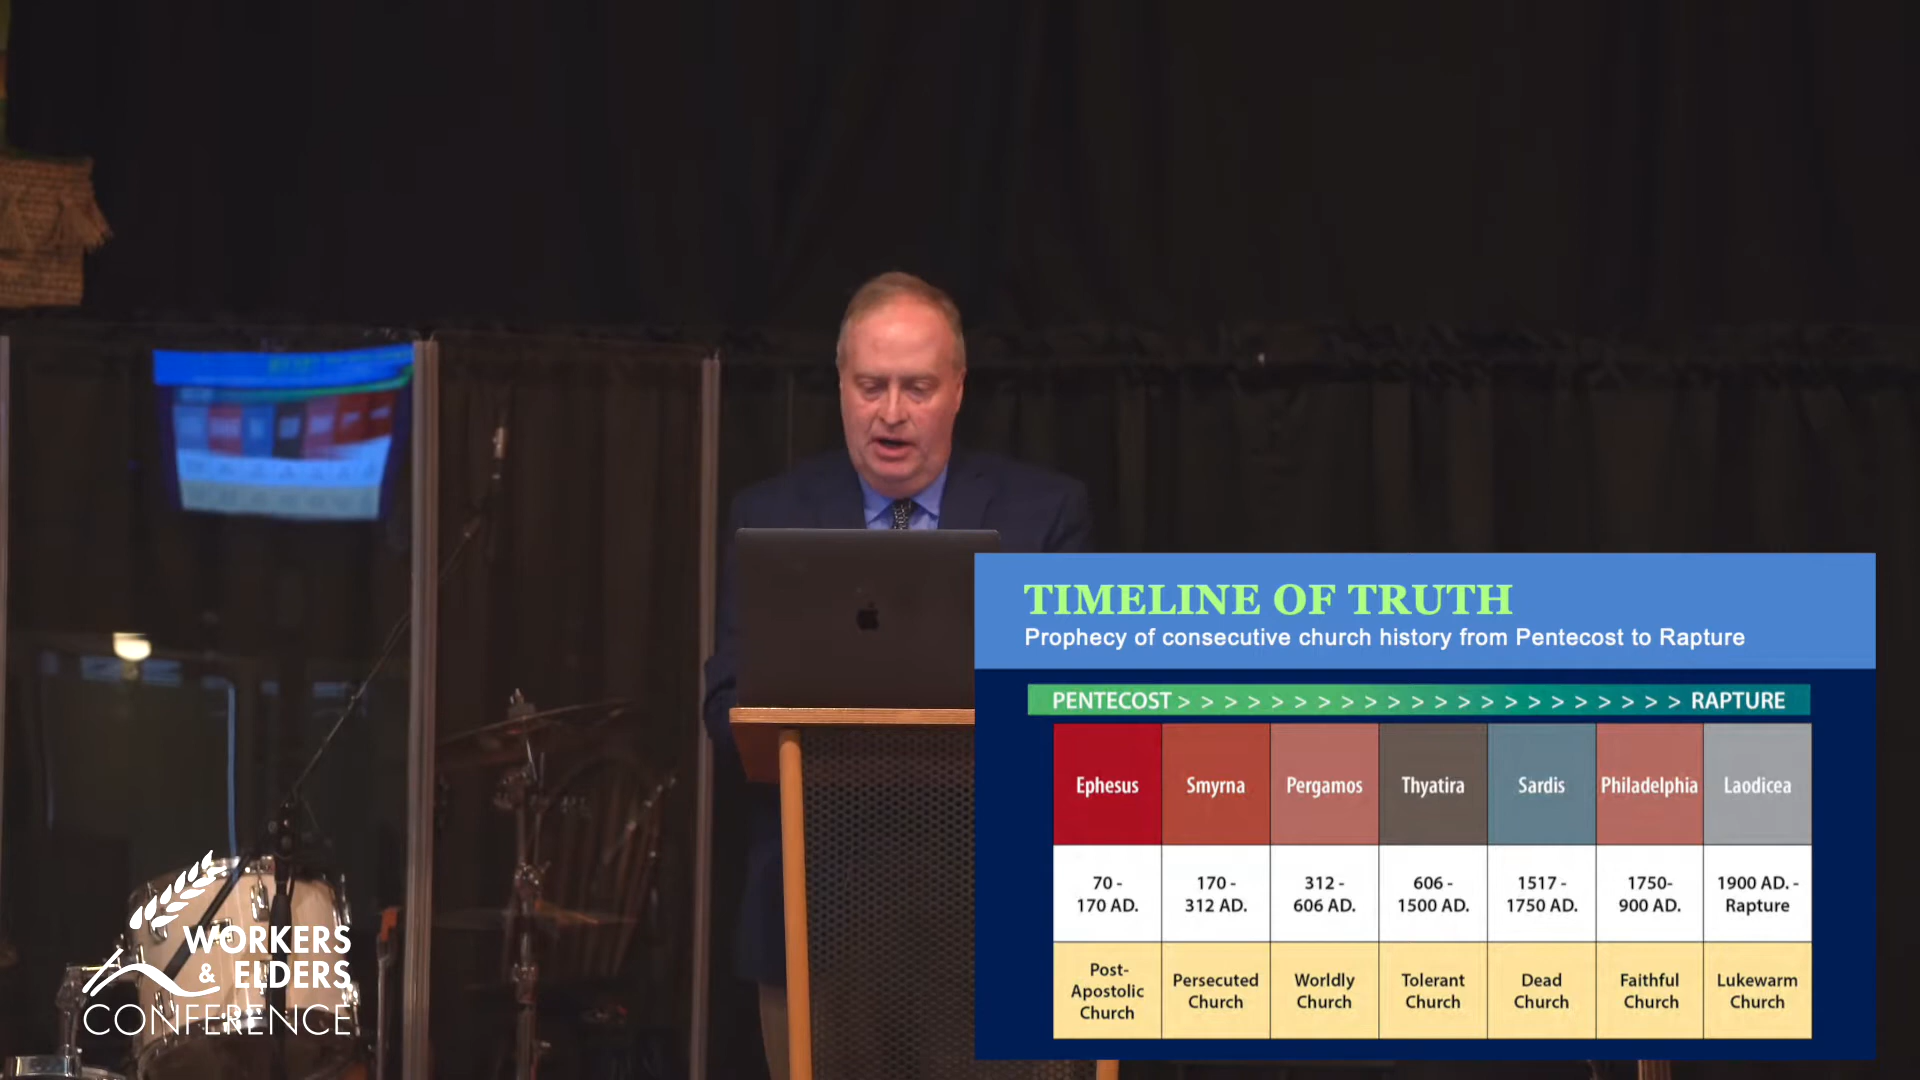 TIMELINE OF TRUTH
Prophecy of consecutive church history from Pentecost to Rapture
PENTECOST > > > > > > > > > > > > > > > > > > > > > > RAPTURE
Ephesus Smyrna Pergamos Thyatira Sardis Philadelphia Laodicea
70 - 170 - 312 - 606 - 1517 - 1750- 1900 AD. -
170 AD. 312 AD. 606 AD. 1500 AD. 1750 AD. 900 AD. Rapture
Post-
Apostolic
Church
Persecuted
Church
Worldly
Church
Tolerant
Church
Dead
Church
Faithful
Church
Lukewarm
Church
WORKERS
& ELDERS
CONFERENCE